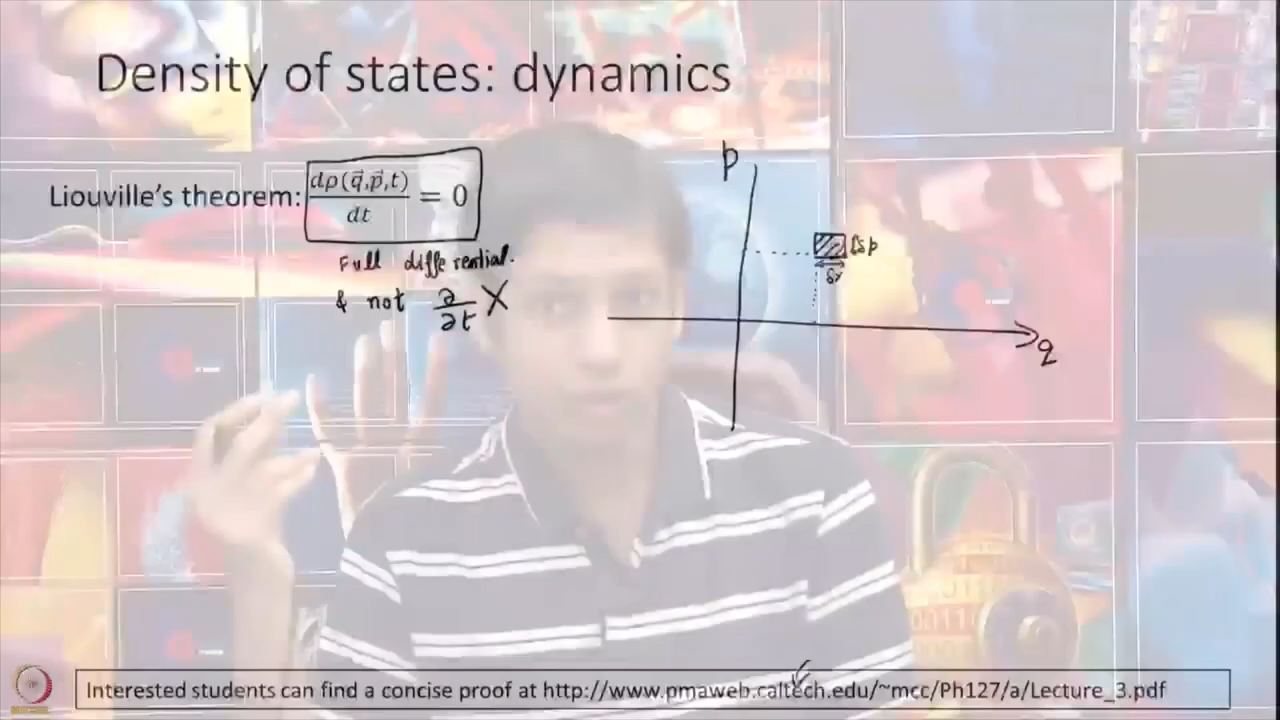 Density of states: dynamics
Liouville's theorem: dρ(q⃗,p⃗,t)/dt = 0
Full differential.
& not ∂/∂t X
p
δp
δx
q
Interested students can find a concise proof at http://www.pmaweb.caltech.edu/~mcc/Ph127/a/Lecture_3.pdf